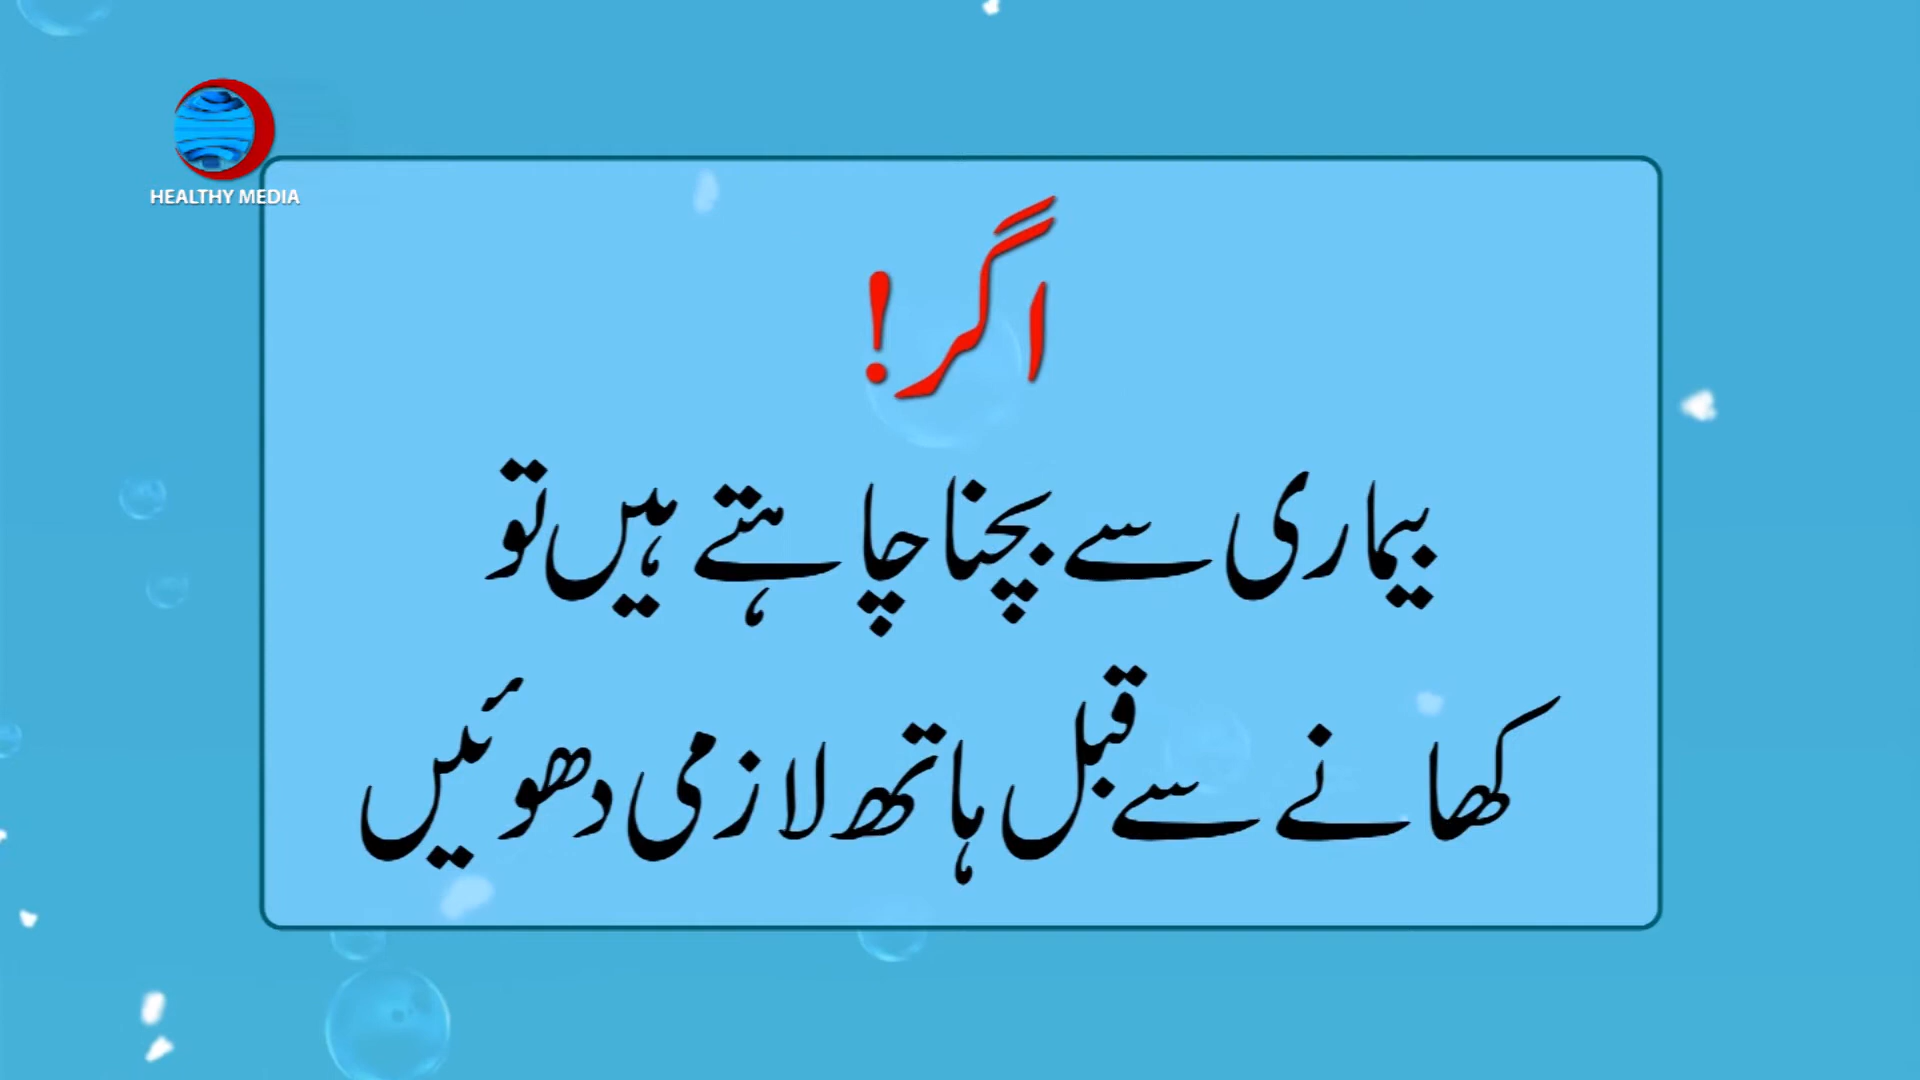 HEALTHY MEDIA
اگر!
بیماری سے بچنا چاہتے ہیں تو
کھانے سے قبل ہاتھ لازمی دھوئیں